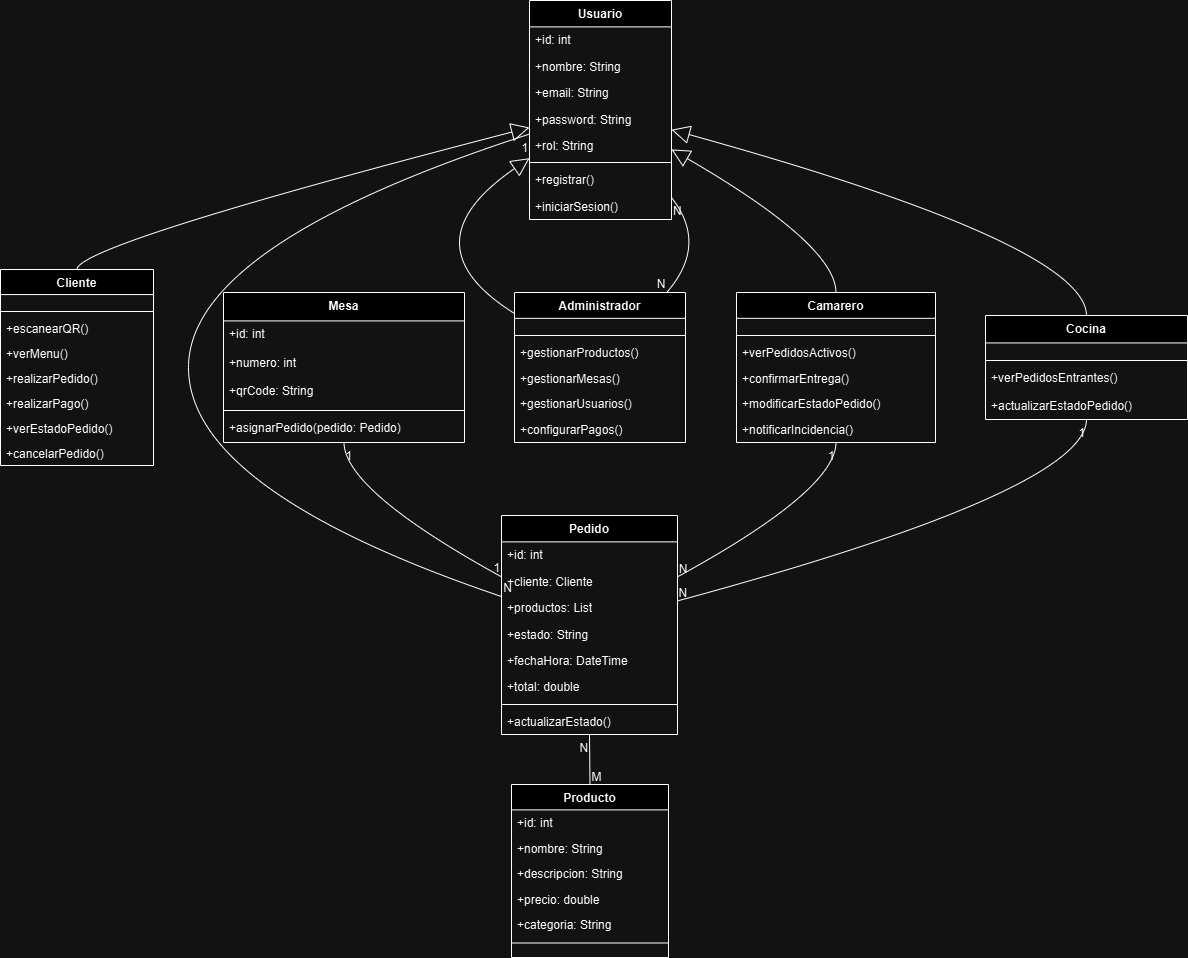 Usuario
+id: int
+nombre: String
+email: String
+password: String
+rol: String
+registrar()
+iniciarSesion()
1
N
N
Cliente
+escanearQR()
+verMenu()
+realizarPedido()
+realizarPago()
+verEstadoPedido()
+cancelarPedido()
Mesa
+id: int
+numero: int
+qrCode: String
+asignarPedido(pedido: Pedido)
1
Administrador
+gestionarProductos()
+gestionarMesas()
+gestionarUsuarios()
+configurarPagos()
Camarero
+verPedidosActivos()
+confirmarEntrega()
+modificarEstadoPedido()
+notificarIncidencia()
1
Cocina
+verPedidosEntrantes()
+actualizarEstadoPedido()
1
Pedido
+id: int
+cliente: Cliente
+productos: List
+estado: String
+fechaHora: DateTime
+total: double
+actualizarEstado()
1
N
N
N
N
M
Producto
+id: int
+nombre: String
+descripcion: String
+precio: double
+categoria: String